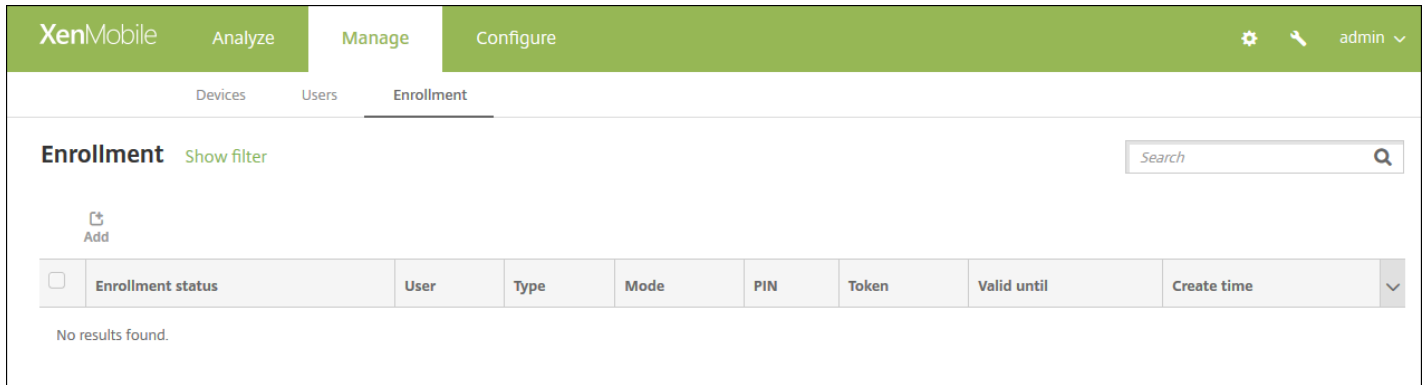 XenMobile Analyze Manage Configure admin
Devices Users Enrollment
Enrollment Show filter Search
Add
Enrollment status User Type Mode PIN Token Valid until Create time
No results found.